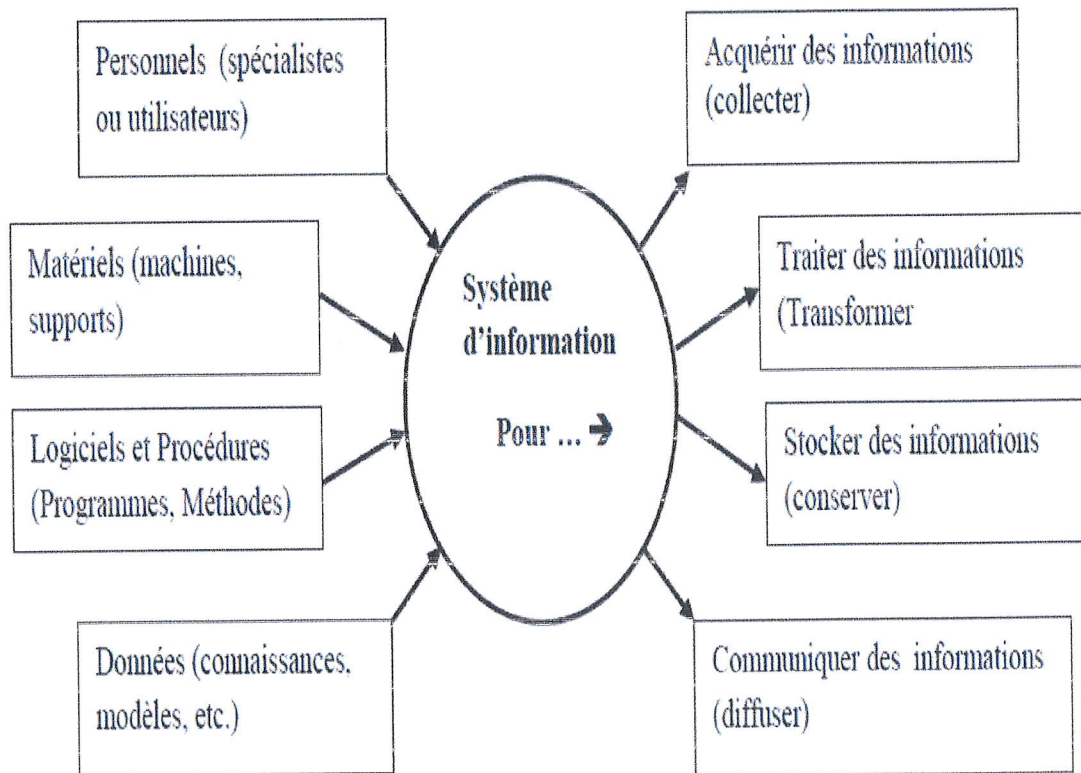 Personnels (spécialistes
ou utilisateurs)
Matériels (machines,
supports)
Logiciels et Procédures
(Programmes, Méthodes)
Données (connaissances,
modèles, etc.)
Système
d'information
Pour ... ➔
Acquérir des informations
(collecter)
Traiter des informations
(Transformer
Stocker des informations
(conserver)
Communiquer des informations
(diffuser)